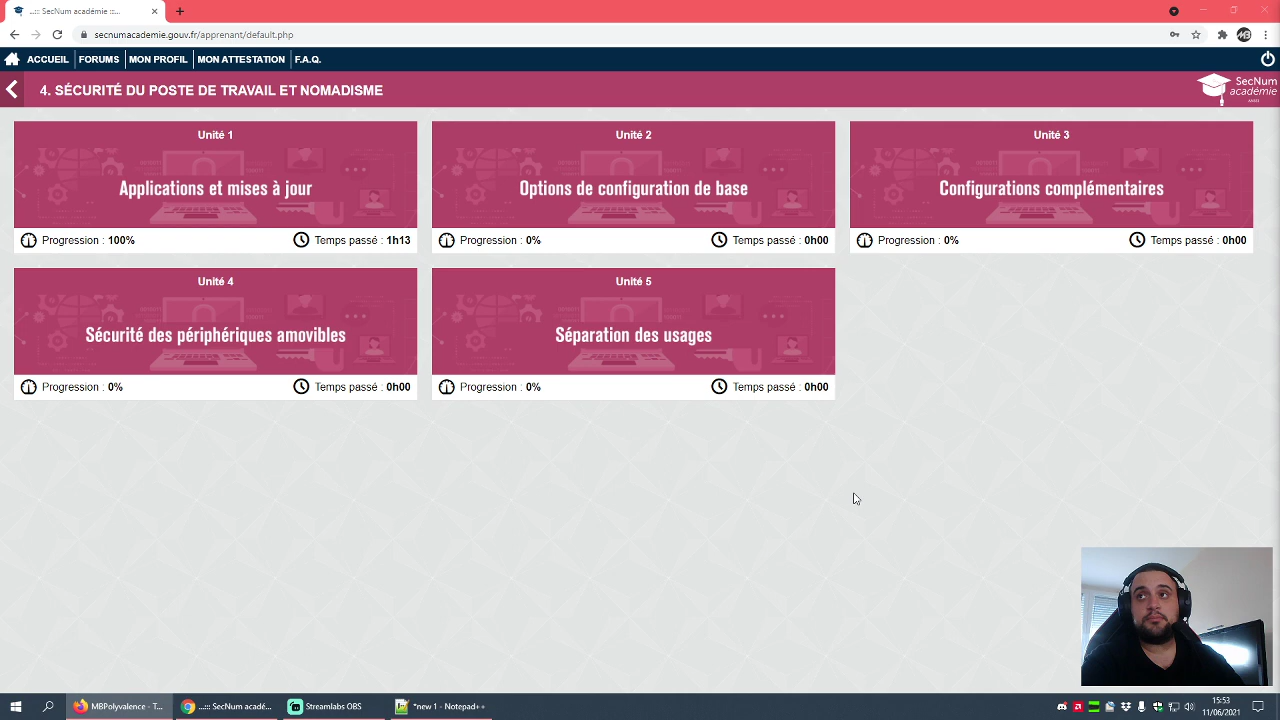 ..::: SecNum académie ::...
secnumacademie.gouv.fr/apprenant/default.php
ACCUEIL FORUMS MON PROFIL MON ATTESTATION F.A.Q.
4. SÉCURITÉ DU POSTE DE TRAVAIL ET NOMADISME
SecNum
académie
Unité 1
Applications et mises à jour
Progression : 100% Temps passé : 1h13
Unité 2
Options de configuration de base
Progression : 0% Temps passé : 0h00
Unité 3
Configurations complémentaires
Progression : 0% Temps passé : 0h00
Unité 4
Sécurité des périphériques amovibles
Progression : 0% Temps passé : 0h00
Unité 5
Séparation des usages
Progression : 0% Temps passé : 0h00
MBPolyvalence - T... ..::: SecNum acadé... Streamlabs OBS *new 1 - Notepad++
15:53
11/06/2021